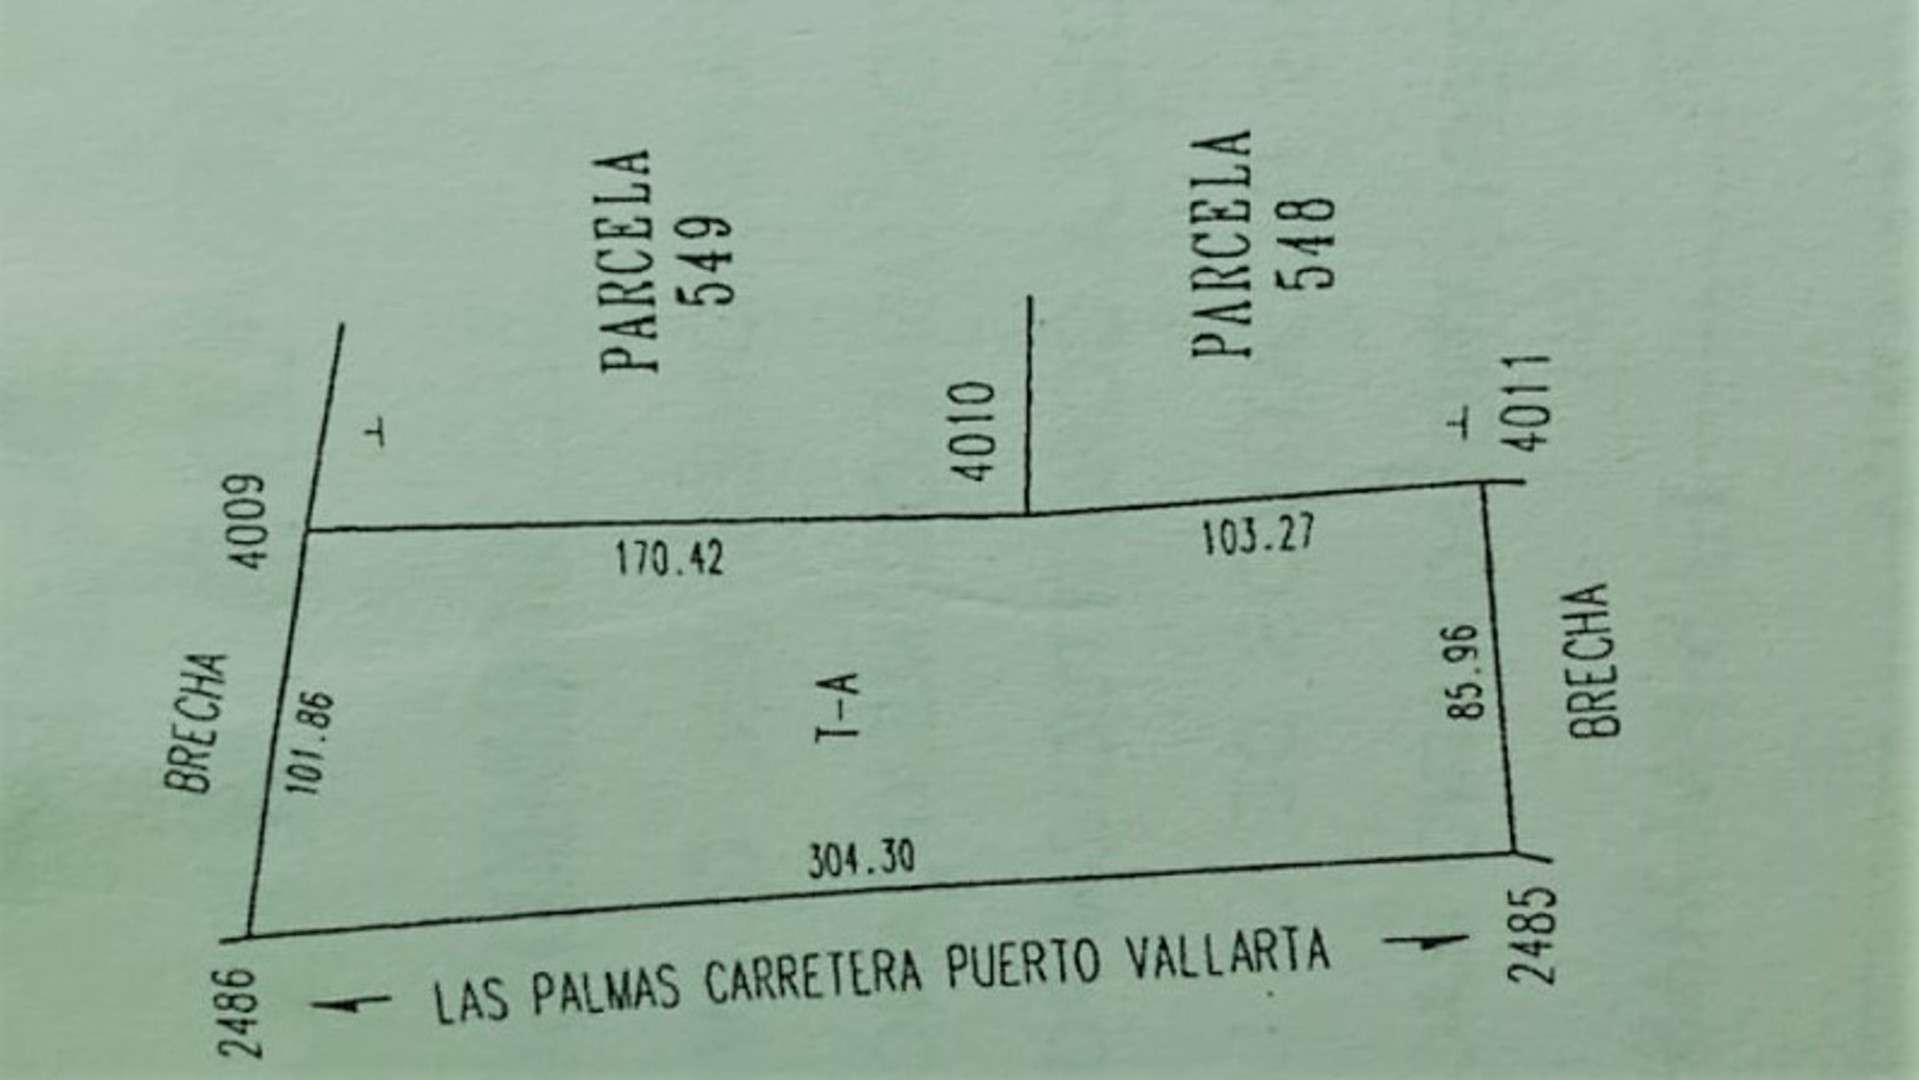 PARCELA
549
PARCELA
548
4009
4010
4011
170.42
103.27
BRECHA
101.86
T-A
85.96
BRECHA
304.30
LAS PALMAS CARRETERA PUERTO VALLARTA
2486
2485